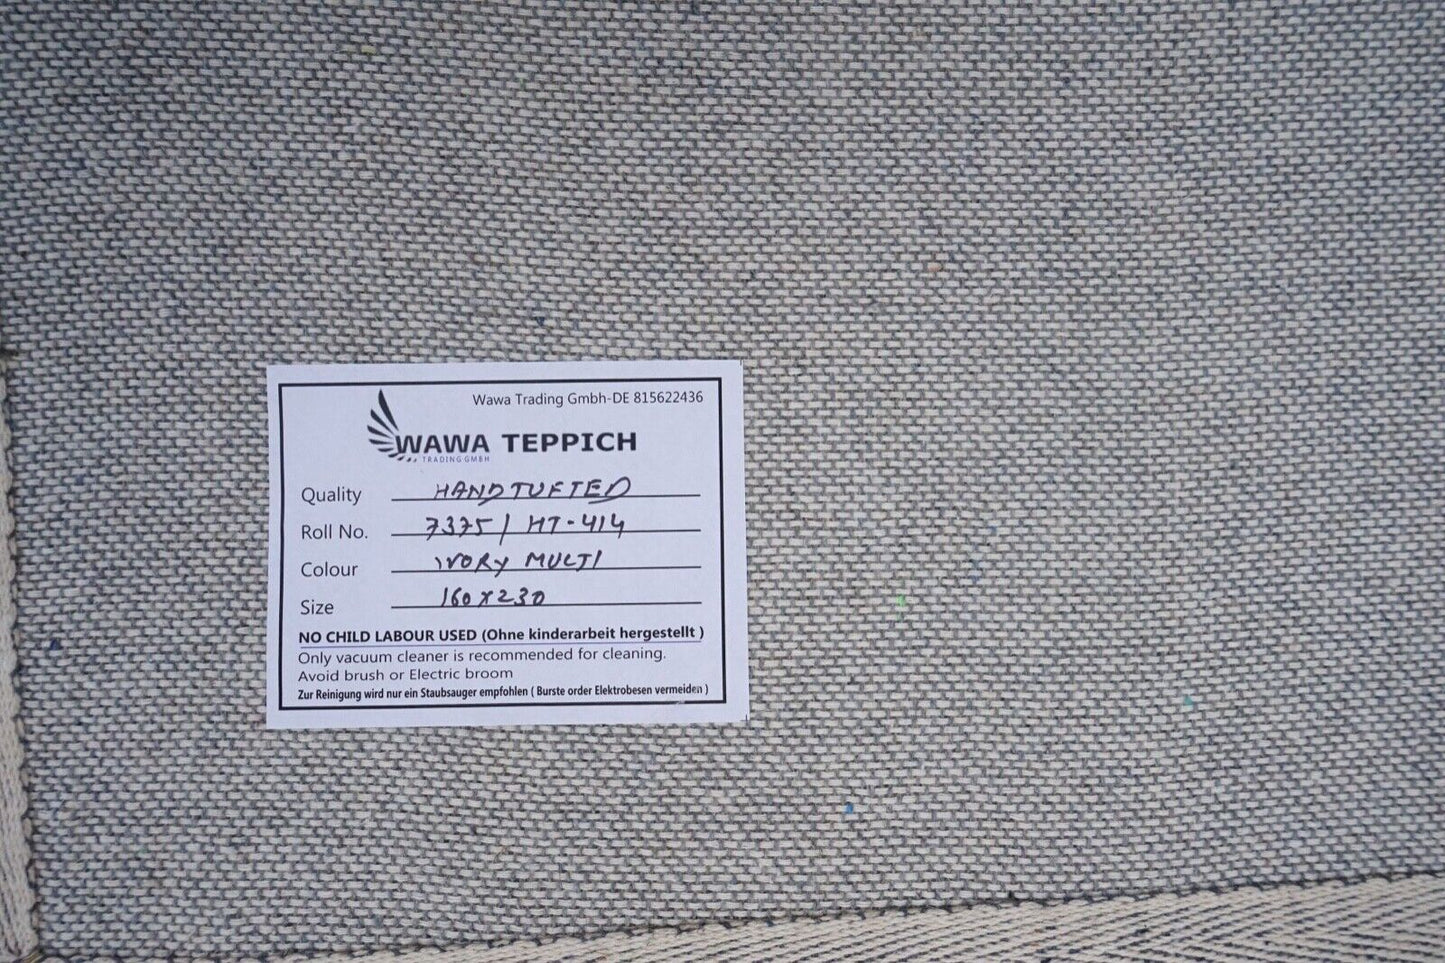 Wawa Trading Gmbh-DE 815622436
WAWA TEPPICH
TRADING GMBH
Quality HANDTUFTED
Roll No. 7375/ HT-414
Colour IVORY MULTI
Size 160x230
NO CHILD LABOUR USED (Ohne kinderarbeit hergestellt )
Only vacuum cleaner is recommended for cleaning.
Avoid brush or Electric broom
Zur Reinigung wird nur ein Staubsauger empfohlen ( Burste order Elektrobesen vermeiden )